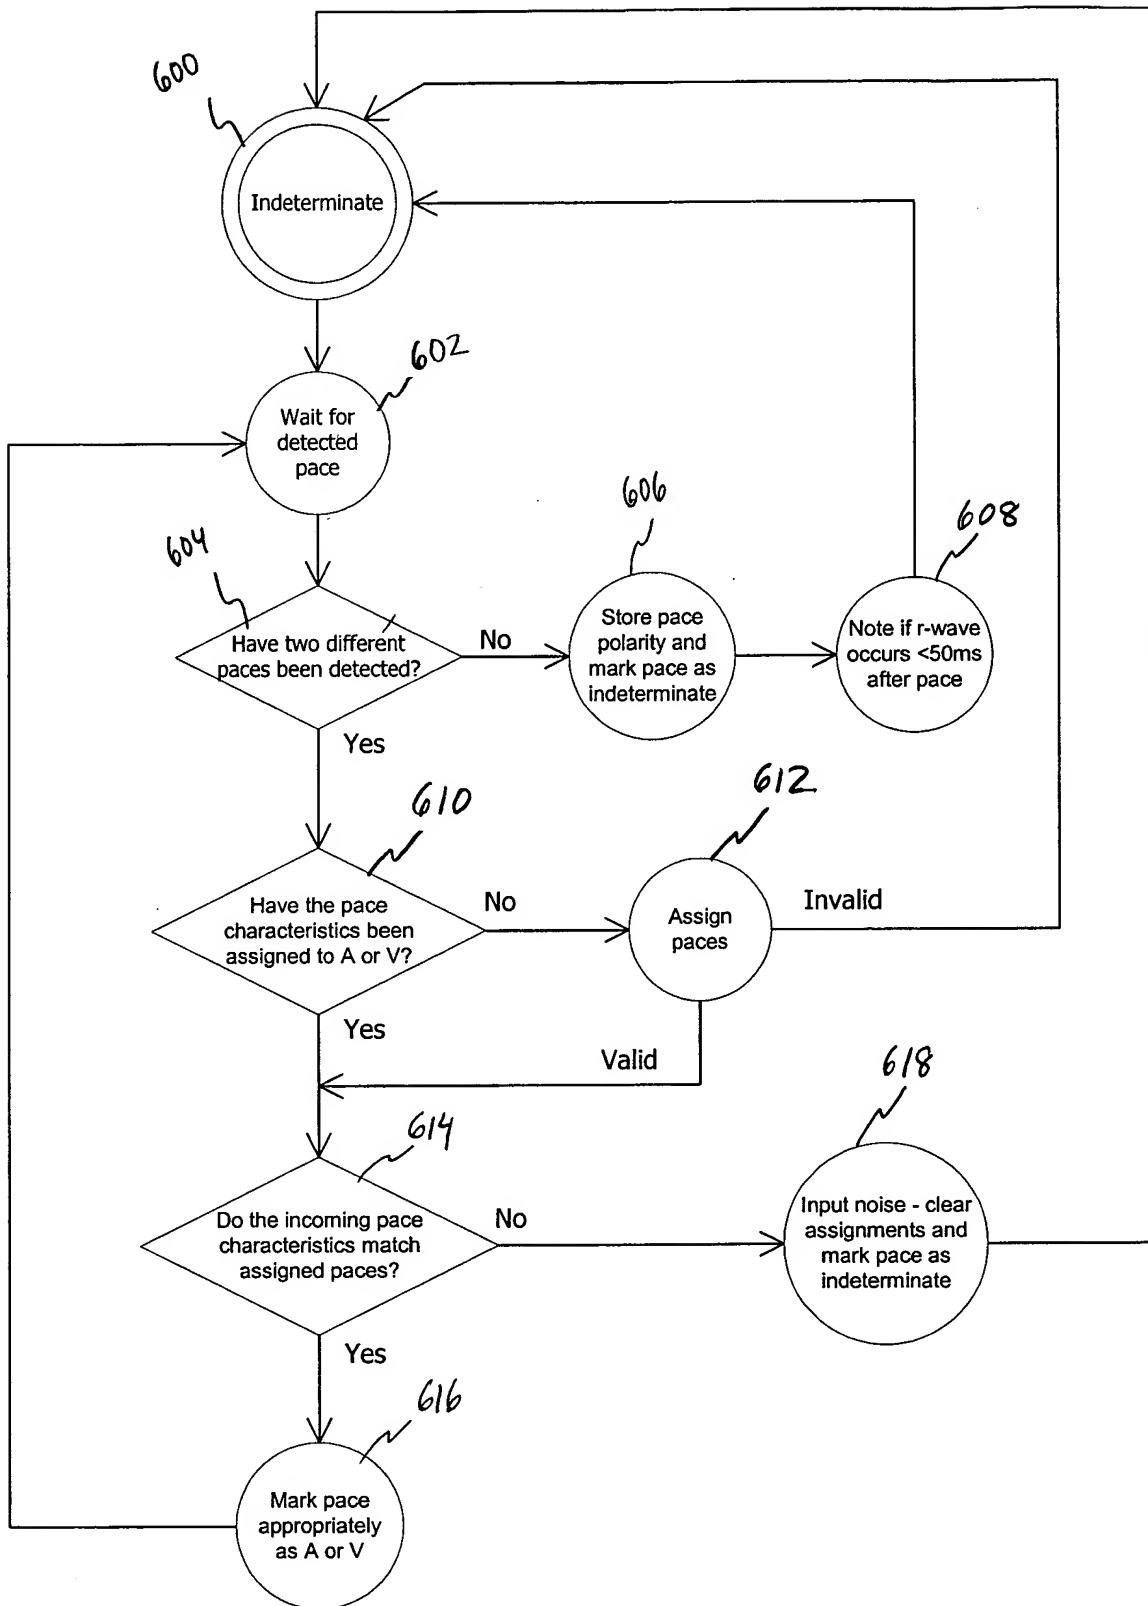 600
Indeterminate
602
Wait for
detected
pace
604
Have two different
paces been detected?
No
606
Store pace
polarity and
mark pace as
indeterminate
608
Note if r-wave
occurs <50ms
after pace
Yes
610
Have the pace
characteristics been
assigned to A or V?
No
612
Assign
paces
Invalid
Yes
Valid
614
Do the incoming pace
characteristics match
assigned paces?
No
618
Input noise - clear
assignments and
mark pace as
indeterminate
Yes
616
Mark pace
appropriately
as A or V